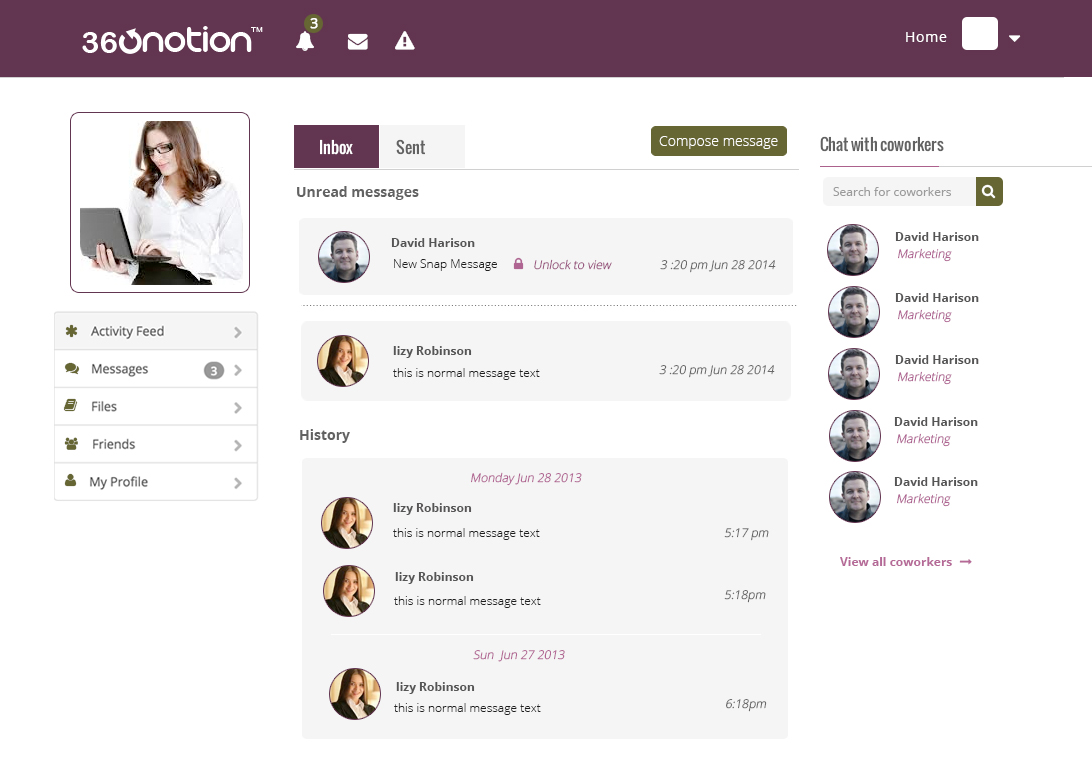 360notion™
3
Home
Activity Feed
Messages 3
Files
Friends
My Profile
Inbox Sent
Compose message
Unread messages
David Harison
New Snap Message Unlock to view 3 :20 pm Jun 28 2014
lizy Robinson
this is normal message text 3 :20 pm Jun 28 2014
History
Monday Jun 28 2013
lizy Robinson
this is normal message text 5:17 pm
lizy Robinson
this is normal message text 5:18pm
Sun Jun 27 2013
lizy Robinson
this is normal message text 6:18pm
Chat with coworkers
Search for coworkers
David Harison
Marketing
David Harison
Marketing
David Harison
Marketing
David Harison
Marketing
David Harison
Marketing
View all coworkers